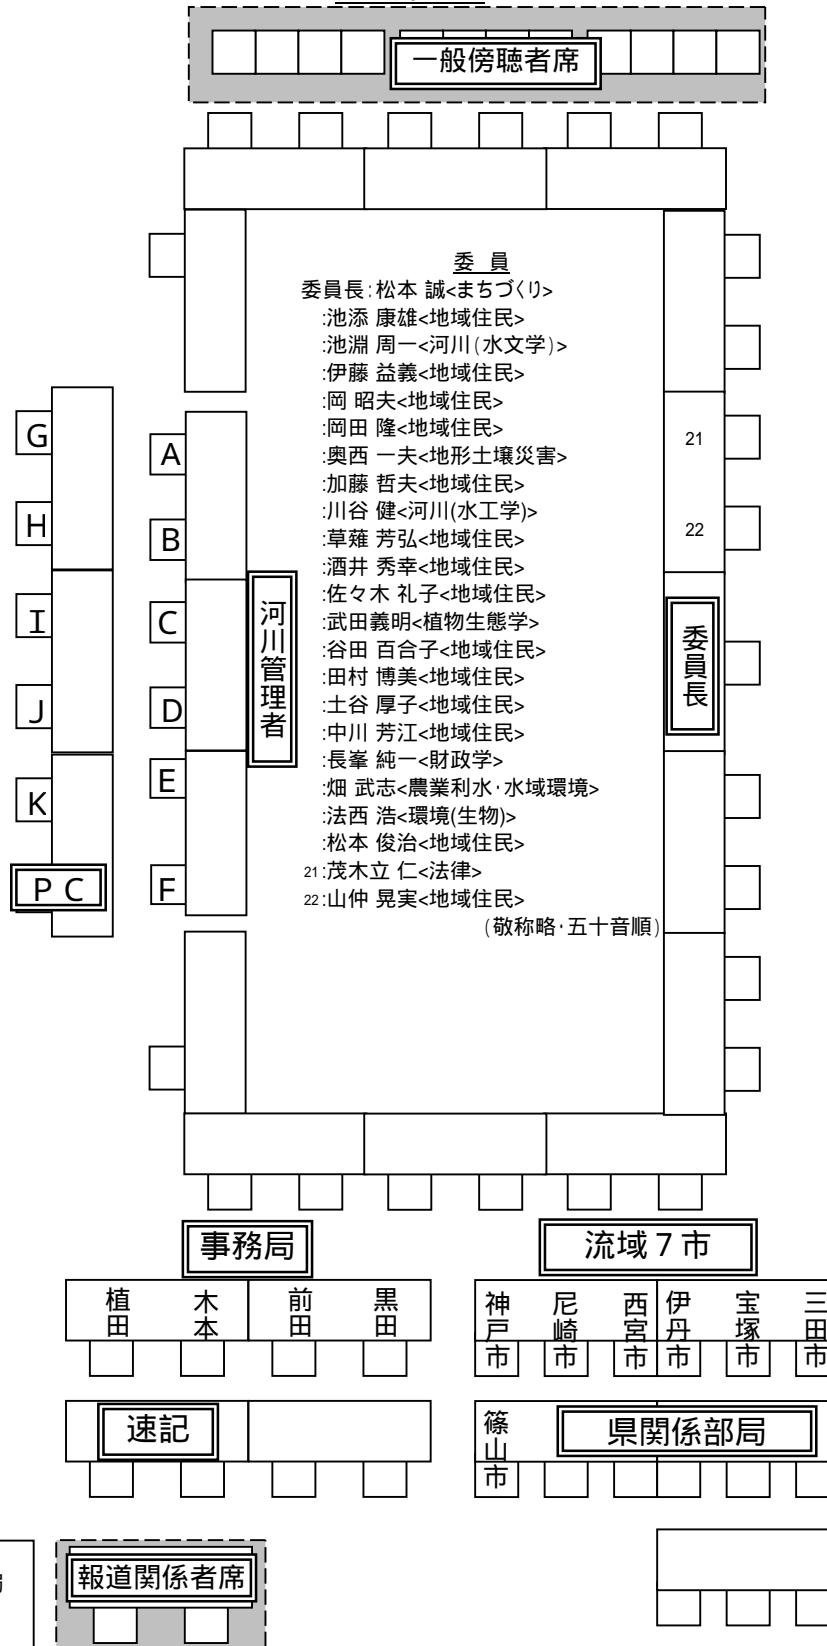 一般傍聴者席
委 員
委員長:松本 誠<まちづくり>
:池添 康雄<地域住民>
:池淵 周一<河川(水文学)>
:伊藤 益義<地域住民>
:岡 昭夫<地域住民>
:岡田 隆<地域住民>
:奥西 一夫<地形土壌災害>
:加藤 哲夫<地域住民>
:川谷 健<河川(水工学)>
:草薙 芳弘<地域住民>
:酒井 秀幸<地域住民>
:佐々木 礼子<地域住民>
:武田義明<植物生態学>
:谷田 百合子<地域住民>
:田村 博美<地域住民>
:土谷 厚子<地域住民>
:中川 芳江<地域住民>
:長峯 純一<財政学>
:畑 武志<農業利水・水域環境>
:法西 浩<環境(生物)>
:松本 俊治<地域住民>
21:茂木立 仁<法律>
22:山仲 晃実<地域住民>
(敬称略・五十音順)
G
H
I
J
K
PC
A
B
C
D
E
F
河川管理者
21
22
委員長
事務局
植田
木本
前田
黒田
速記
流域7市
神戸市
尼崎市
西宮市
伊丹市
宝塚市
三田市
篠山市
県関係部局
報道関係者席